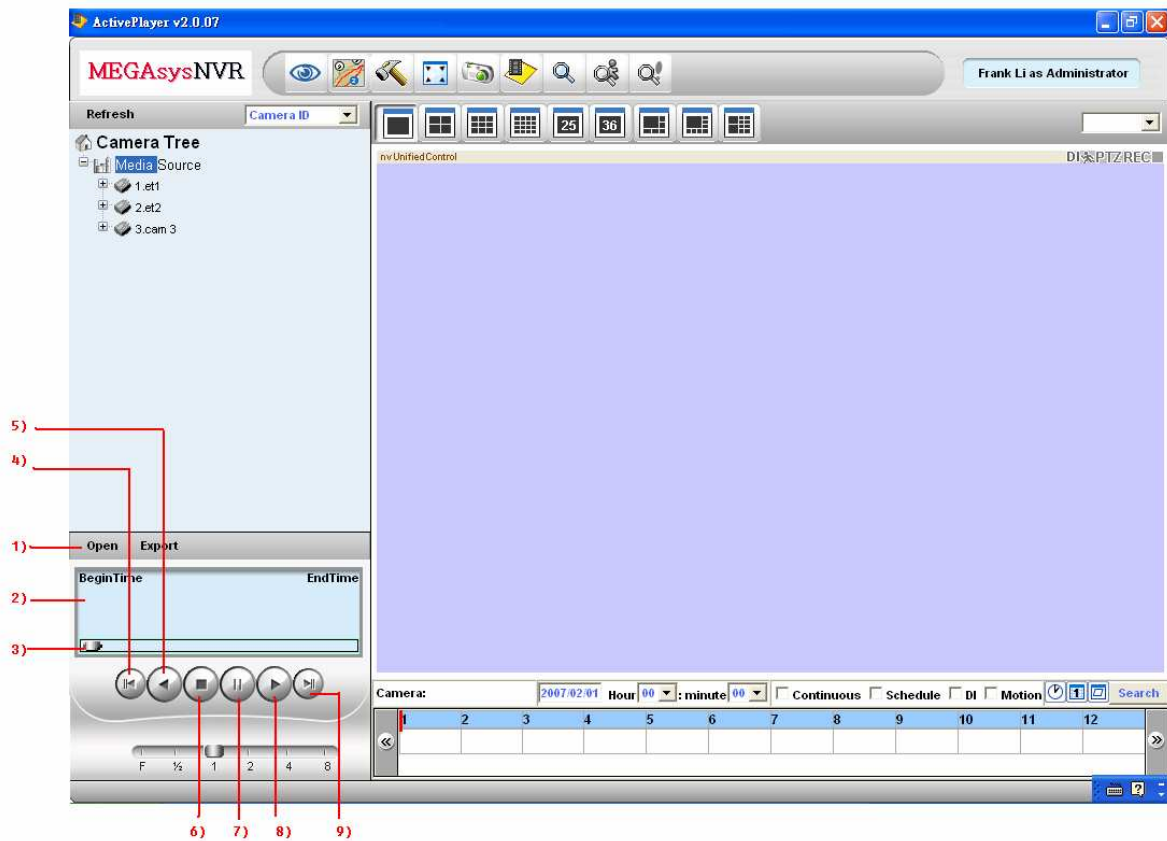 ActivePlayer v2.0.07
MEGAsysNVR
Frank Li as Administrator
Refresh
Camera ID
25
36
Camera Tree
Media Source
1.et1
2.et2
3.cam 3
nvUnifiedControl
DI PTZ REC
5)
4)
1)
Open Export
BeginTime EndTime
2)
3)
Camera: 2007/02/01 Hour 00 : minute 00 Continuous Schedule DI Motion 1 Search
1 2 3 4 5 6 7 8 9 10 11 12
F ½ 1 2 4 8
6) 7) 8) 9)